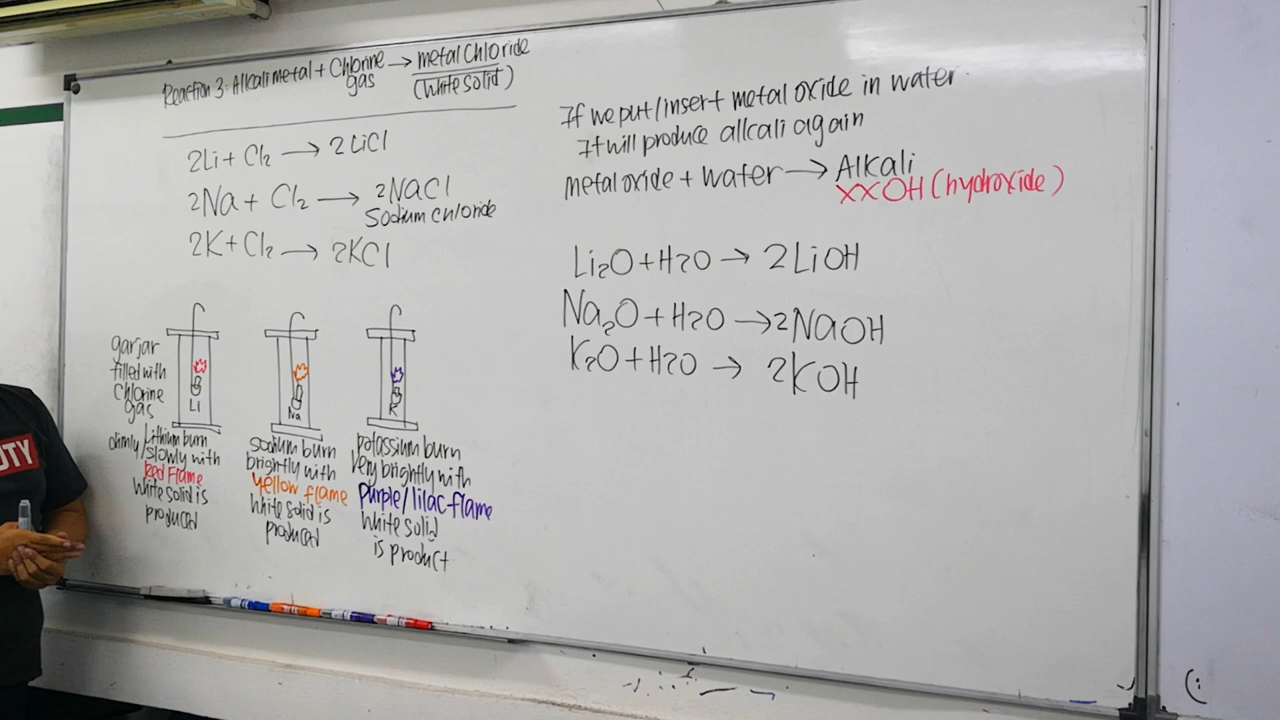 Reaction 3: Alkali metal + Chlorine gas → metal Chloride
(White solid)
2Li + Cl₂ → 2LiCl
2Na + Cl₂ → 2NaCl
Sodium chloride
2K + Cl₂ → 2KCl
garjar
filled with
Chlorine
gas
Li
Na
K
Lithium burn
dimly/slowly with
Red Flame
White solid is
produced
sodium burn
brightly with
yellow flame
White solid is
produced
potassium burn
very brightly with
purple/lilac flame
White solid
is product
If we put/insert metal oxide in water.
It will produce alkali again
metal oxide + water → Alkali
XXOH (hydroxide)
Li₂O + H2O → 2LiOH
Na₂O + H2O → 2NaOH
K₂O + H2O → 2KOH
UTY
(: